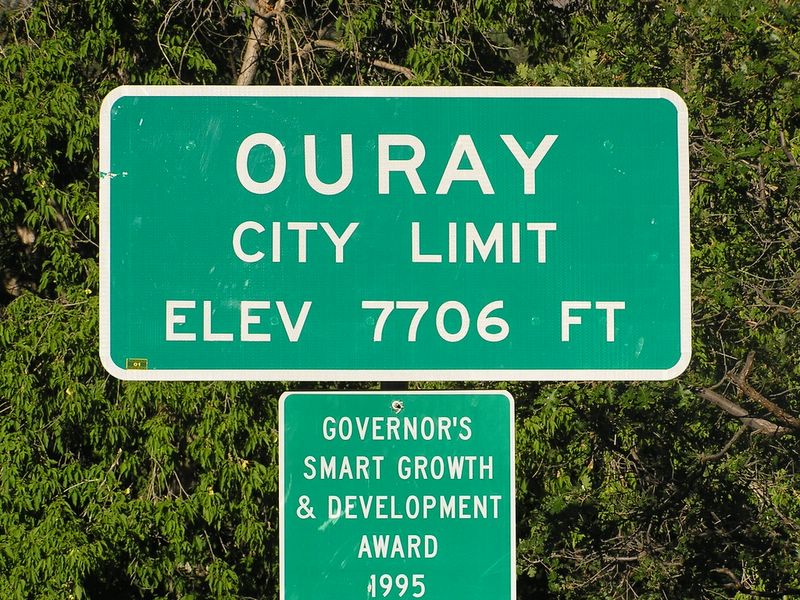 OURAY
CITY LIMIT
ELEV 7706 FT
GOVERNOR'S
SMART GROWTH
& DEVELOPMENT
AWARD
1995